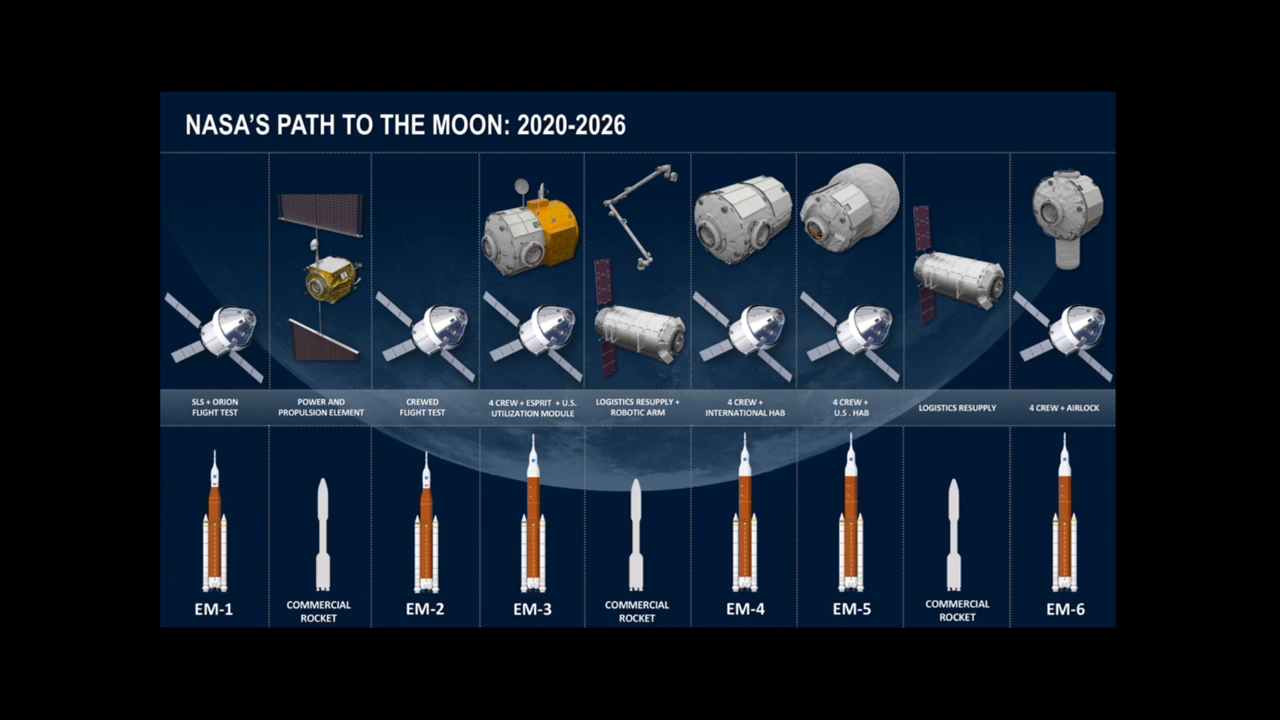 NASA'S PATH TO THE MOON: 2020-2026
SLS + ORION
FLIGHT TEST
POWER AND
PROPULSION ELEMENT
CREWED
FLIGHT TEST
4 CREW + ESPRIT + U.S.
UTILIZATION MODULE
LOGISTICS RESUPPLY +
ROBOTIC ARM
4 CREW +
INTERNATIONAL HAB
4 CREW +
U.S . HAB
LOGISTICS RESUPPLY
4 CREW + AIRLOCK
EM-1
COMMERCIAL
ROCKET
EM-2
EM-3
COMMERCIAL
ROCKET
EM-4
EM-5
COMMERCIAL
ROCKET
EM-6